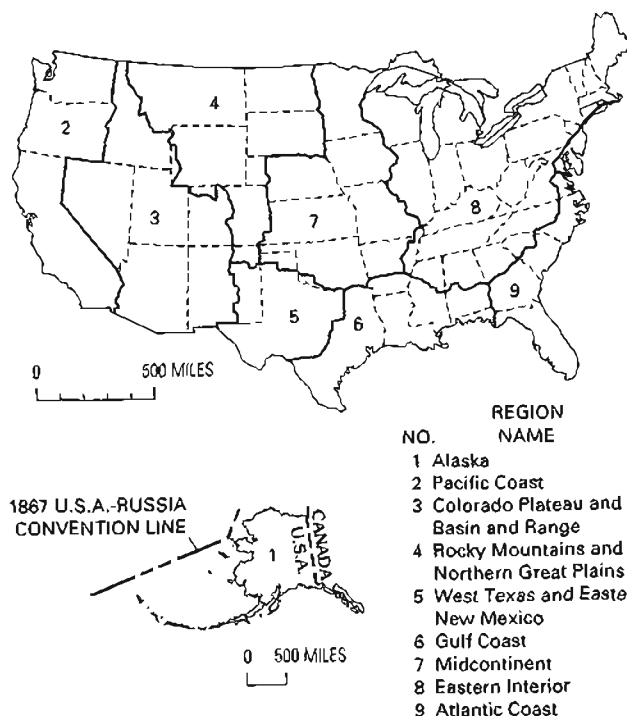 4
2
3
7
8
5
6
9
0 500 MILES
REGION
NO. NAME
1 Alaska
2 Pacific Coast
3 Colorado Plateau and
Basin and Range
4 Rocky Mountains and
Northern Great Plains
5 West Texas and Easte
New Mexico
6 Gulf Coast
7 Midcontinent
8 Eastern Interior
9 Atlantic Coast
1867 U.S.A.-RUSSIA
CONVENTION LINE
1
U.S.A.
CANADA
0 500 MILES